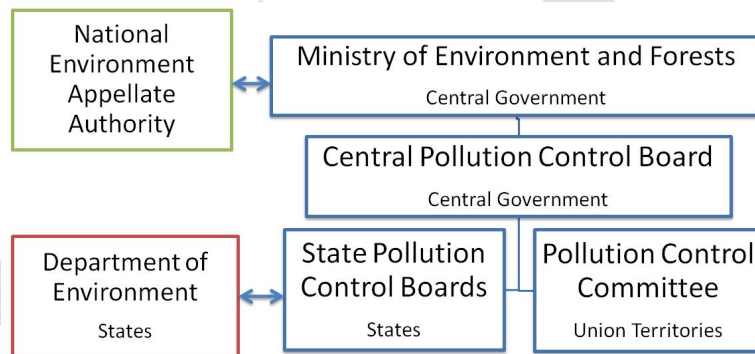 National
Environment
Appellate
Authority
Ministry of Environment and Forests
Central Government
Central Pollution Control Board
Central Government
Department of
Environment
States
State Pollution
Control Boards
States
Pollution Control
Committee
Union Territories